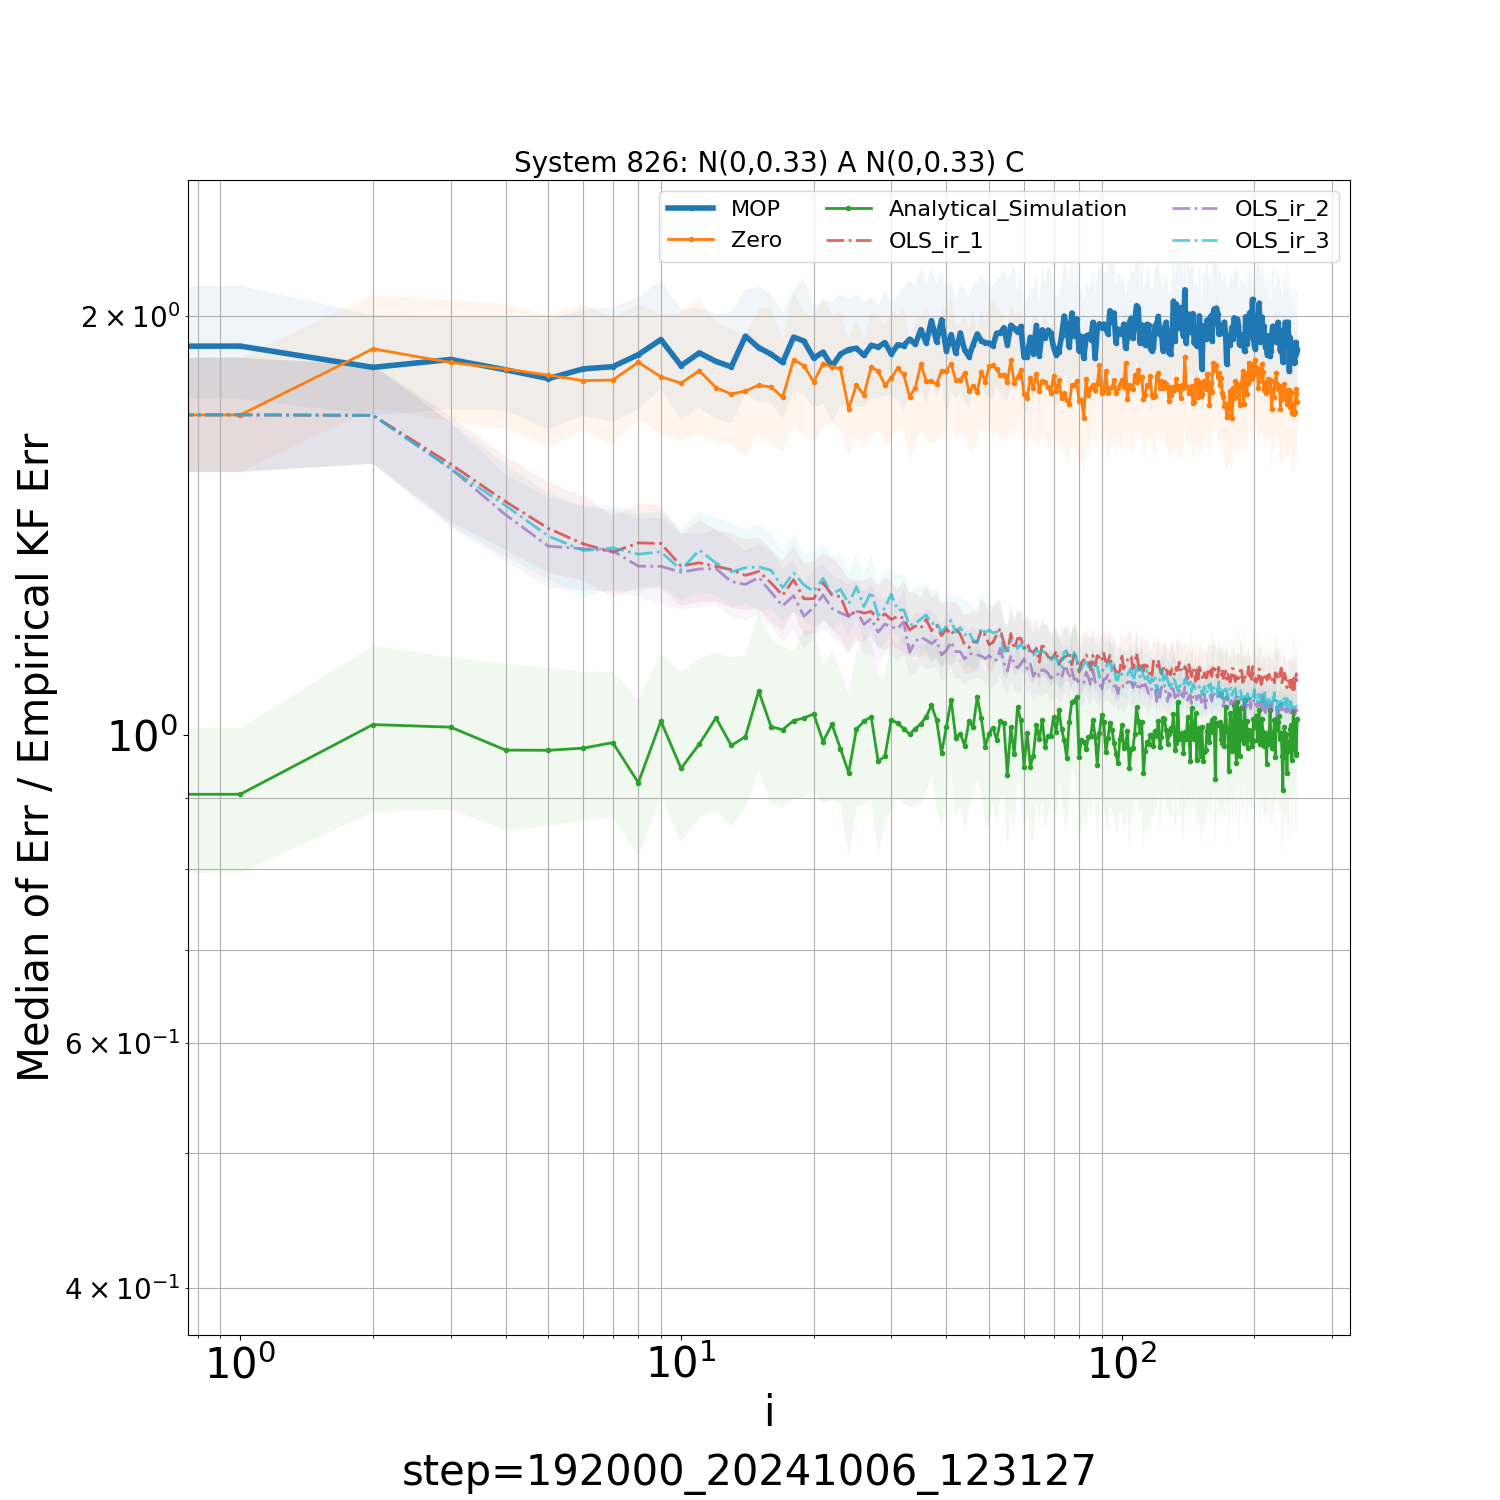 System 826: N(0,0.33) A N(0,0.33) C
MOP
Zero
Analytical_Simulation
OLS_ir_1
OLS_ir_2
OLS_ir_3
Median of Err / Empirical KF Err
2 × 10⁰
10⁰
6 × 10⁻¹
4 × 10⁻¹
10⁰ 10¹ 10²
i
step=192000_20241006_123127